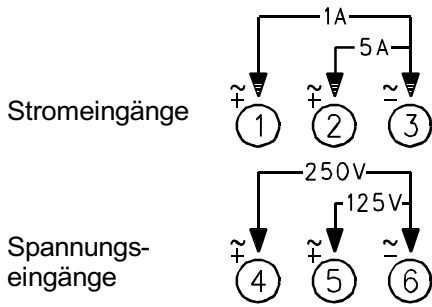 1A
5A
Stromeingänge
~ + ~ + ~ -
1 2 3
250V
125V
Spannungs-
eingänge
~ + ~ + ~ -
4 5 6